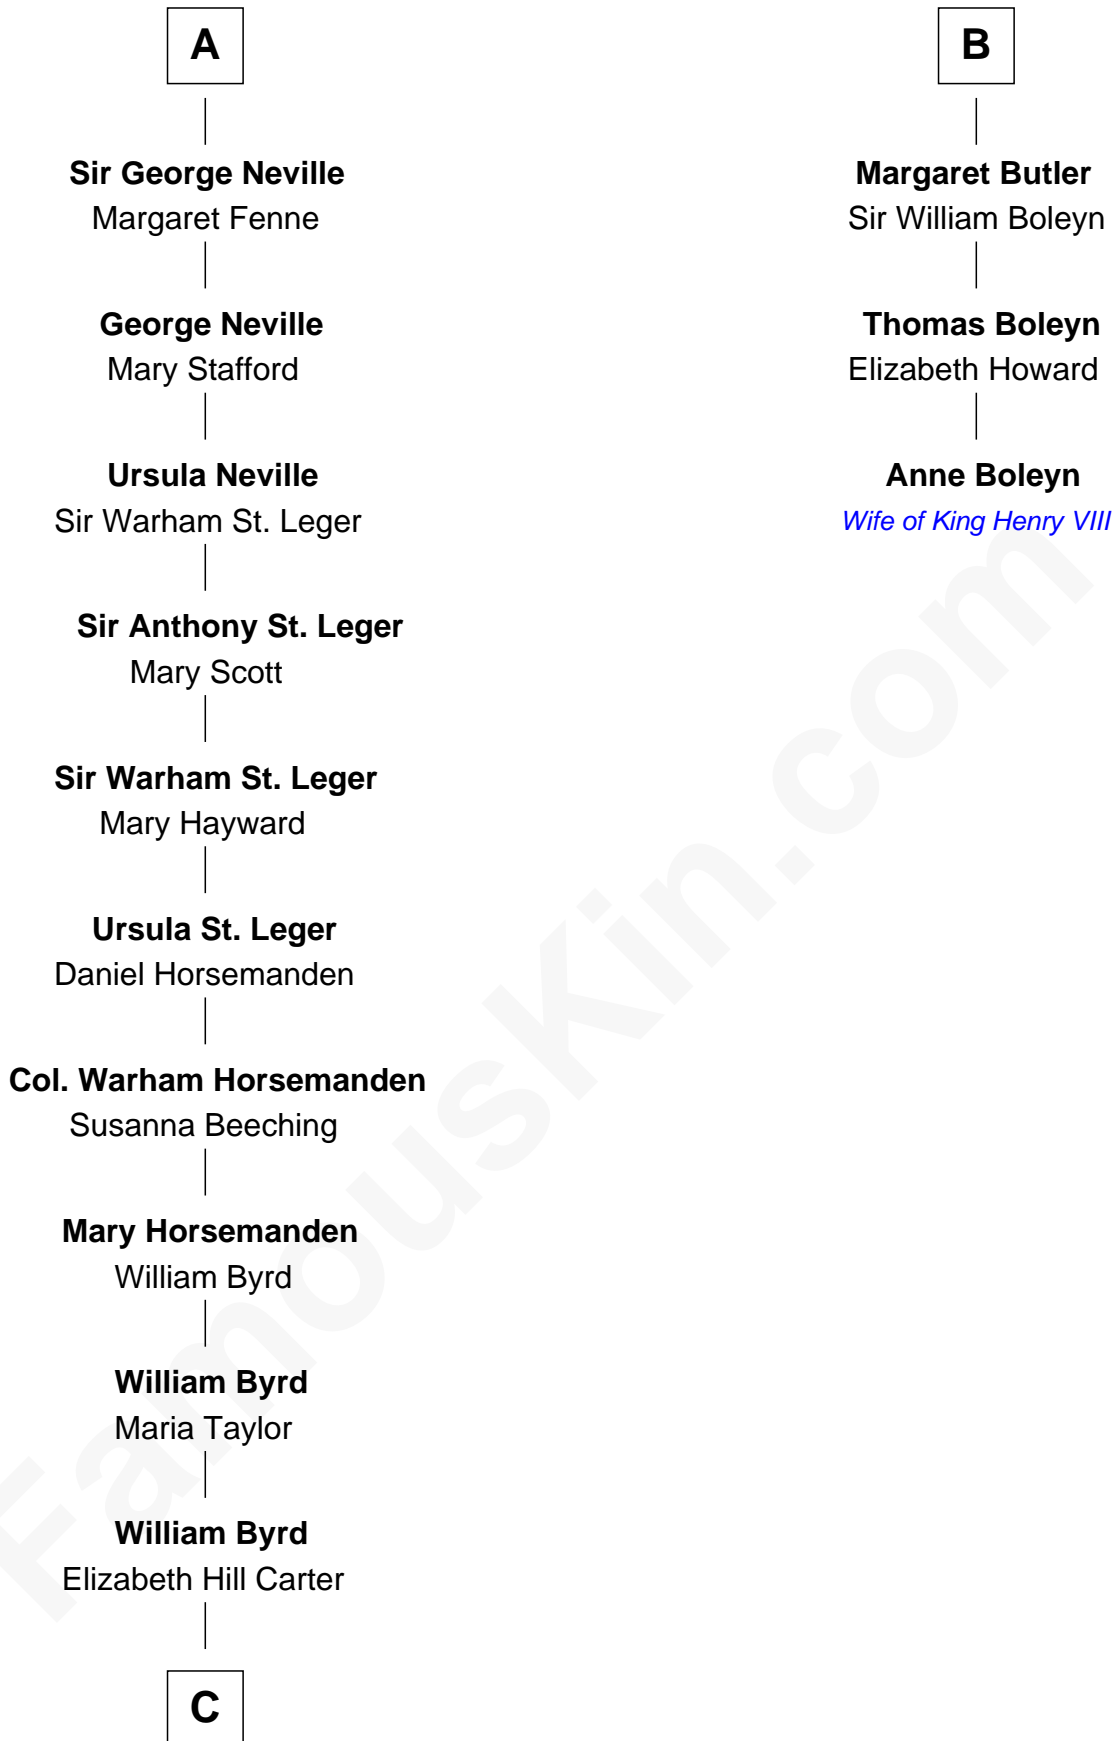 A
Sir George Neville
Margaret Fenne
George Neville
Mary Stafford
Ursula Neville
Sir Warham St. Leger
Sir Anthony St. Leger
Mary Scott
Sir Warham St. Leger
Mary Hayward
Ursula St. Leger
Daniel Horsemanden
Col. Warham Horsemanden
Susanna Beeching
Mary Horsemanden
William Byrd
William Byrd
Maria Taylor
William Byrd
Elizabeth Hill Carter
C
B
Margaret Butler
Sir William Boleyn
Thomas Boleyn
Elizabeth Howard
Anne Boleyn
Wife of King Henry VIII
FamousKin.com